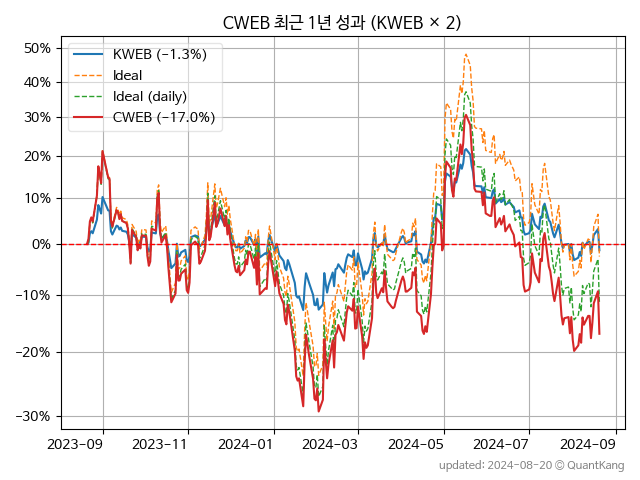 CWEB 최근 1년 성과 (KWEB × 2)
50%
40%
30%
20%
10%
0%
−10%
−20%
−30%
KWEB (−1.3%)
Ideal
Ideal (daily)
CWEB (−17.0%)
2023-09 2023-11 2024-01 2024-03 2024-05 2024-07 2024-09
updated: 2024-08-20 © QuantKang